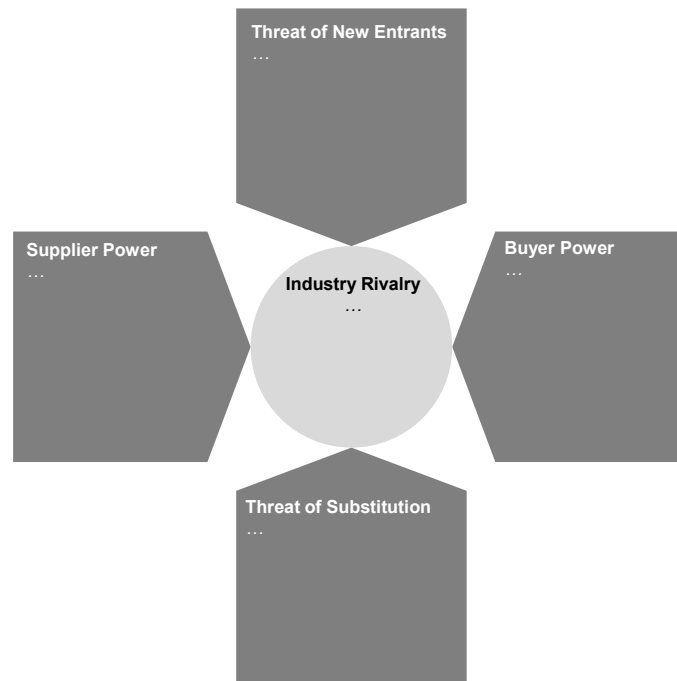 Threat of New Entrants
…
Supplier Power
…
Buyer Power
…
Industry Rivalry
…
Threat of Substitution
…